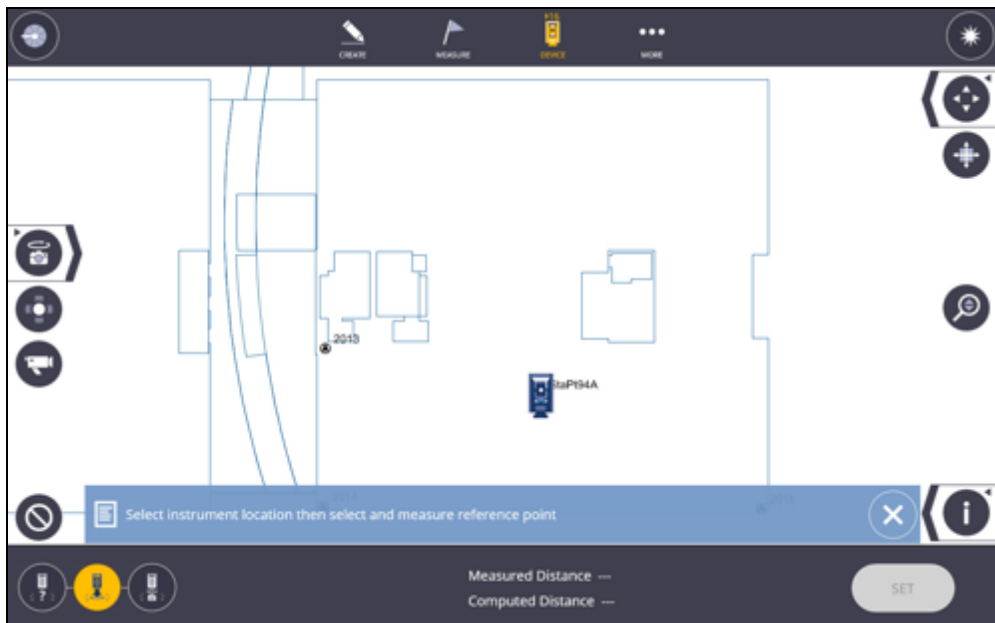 #16
CREATE
MEASURE
DEVICE
MORE
2013
StaPt94A
Select instrument location then select and measure reference point
i
?
Measured Distance ---
Computed Distance ---
SET